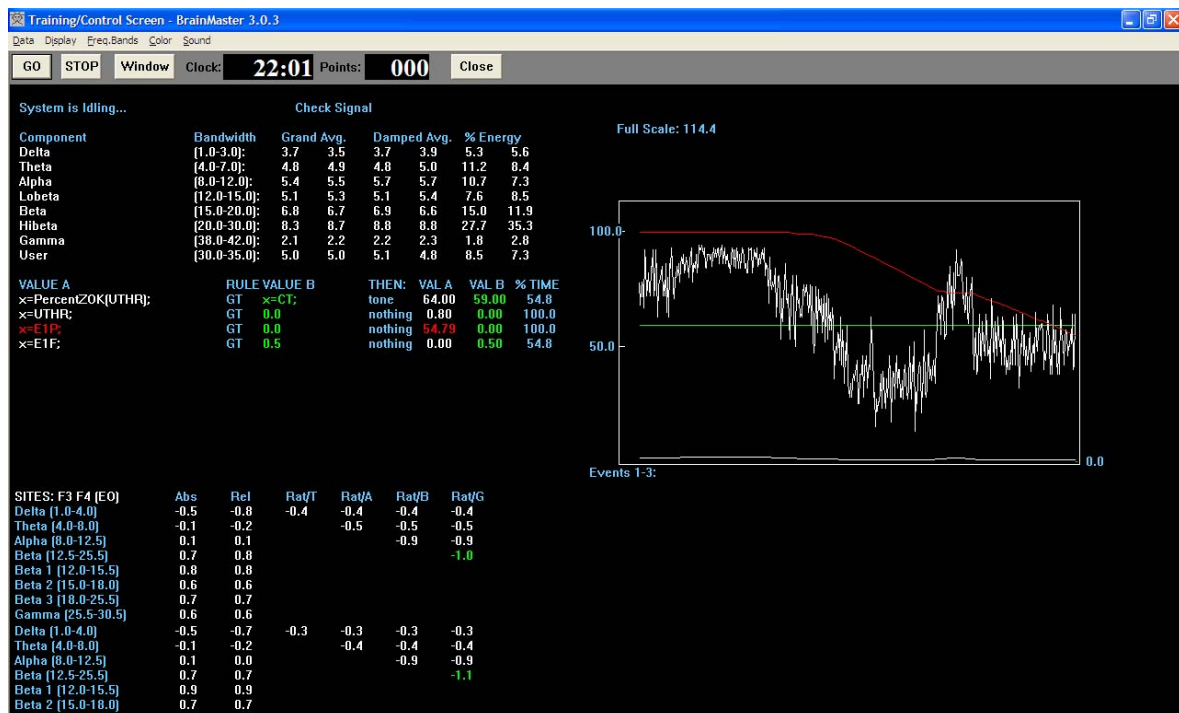 Training/Control Screen - BrainMaster 3.0.3
Data Display Freq.Bands Color Sound
GO STOP Window Clock: 22:01 Points: 000 Close
System is Idling... Check Signal
Component Bandwidth Grand Avg. Damped Avg. % Energy
Delta (1.0-3.0): 3.7 3.5 3.7 3.9 5.3 5.6
Theta (4.0-7.0): 4.8 4.9 4.8 5.0 11.2 8.4
Alpha (8.0-12.0): 5.4 5.5 5.7 5.7 10.7 7.3
Lobeta (12.0-15.0): 5.1 5.3 5.1 5.4 7.6 8.5
Beta (15.0-20.0): 6.8 6.7 6.9 6.6 15.0 11.9
Hibeta (20.0-30.0): 8.3 8.7 8.8 8.8 27.7 35.3
Gamma (38.0-42.0): 2.1 2.2 2.2 2.3 1.8 2.8
User (30.0-35.0): 5.0 5.0 5.1 4.8 8.5 7.3
VALUE A RULE VALUE B THEN: VAL A VAL B % TIME
x=PercentZOK(UTHR); GT x=CT; tone 64.00 59.00 54.8
x=UTHR; GT 0.0 nothing 0.80 0.00 100.0
x=E1P; GT 0.0 nothing 54.79 0.00 100.0
x=E1F; GT 0.5 nothing 0.00 0.50 54.8
Full Scale: 114.4
100.0-
50.0
0.0
Events 1-3:
SITES: F3 F4 (EO) Abs Rel Rat/T Rat/A Rat/B Rat/G
Delta (1.0-4.0) -0.5 -0.8 -0.4 -0.4 -0.4 -0.4
Theta (4.0-8.0) -0.1 -0.2 -0.5 -0.5 -0.5
Alpha (8.0-12.5) 0.1 0.1 -0.9 -0.9
Beta (12.5-25.5) 0.7 0.8 -1.0
Beta 1 (12.0-15.5) 0.8 0.8
Beta 2 (15.0-18.0) 0.6 0.6
Beta 3 (18.0-25.5) 0.7 0.7
Gamma (25.5-30.5) 0.6 0.6
Delta (1.0-4.0) -0.5 -0.7 -0.3 -0.3 -0.3 -0.3
Theta (4.0-8.0) -0.1 -0.2 -0.4 -0.4 -0.4
Alpha (8.0-12.5) 0.1 0.0 -0.9 -0.9
Beta (12.5-25.5) 0.7 0.7 -1.1
Beta 1 (12.0-15.5) 0.9 0.9
Beta 2 (15.0-18.0) 0.7 0.7